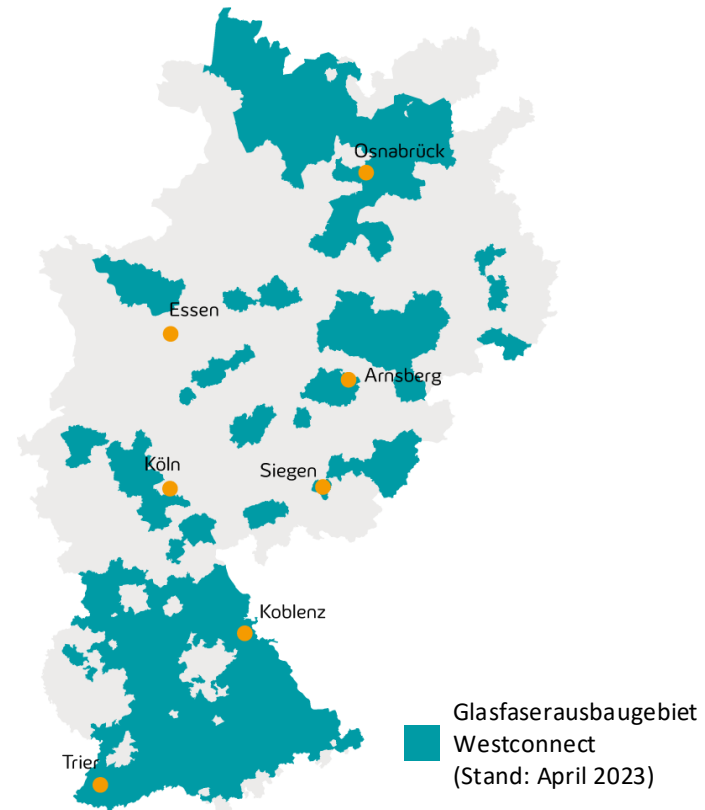 Osnabrück
Essen
Arnsberg
Köln
Siegen
Koblenz
Trier
Glasfaserausbaugebiet
Westconnect
(Stand: April 2023)